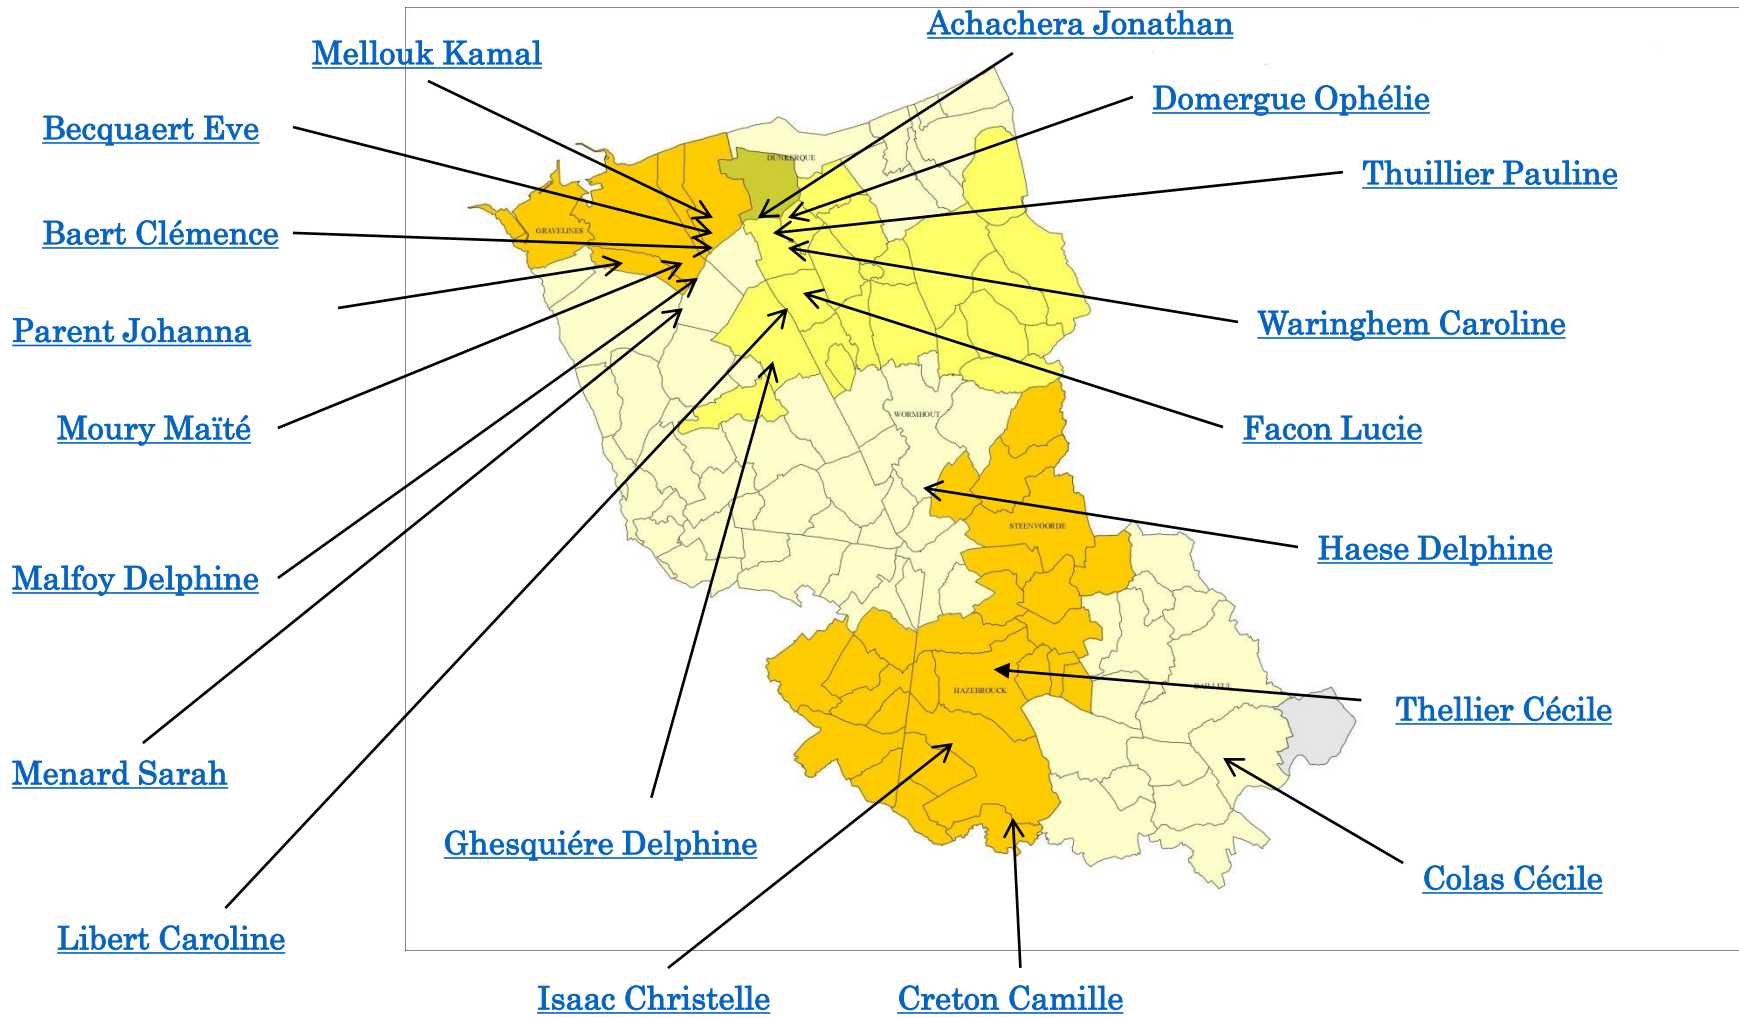 Achachera Jonathan
Mellouk Kamal
Domergue Ophélie
Becquaert Eve
DUNKERQUE
Thuillier Pauline
GRAVELINES
Baert Clémence
Parent Johanna
Waringhem Caroline
WORMHOUT
Moury Maïté
Facon Lucie
STEENVOORDE
Haese Delphine
Malfoy Delphine
BAILLEUL
HAZEBROUCK
Thellier Cécile
Menard Sarah
Ghesquiére Delphine
Colas Cécile
Libert Caroline
Isaac Christelle
Creton Camille